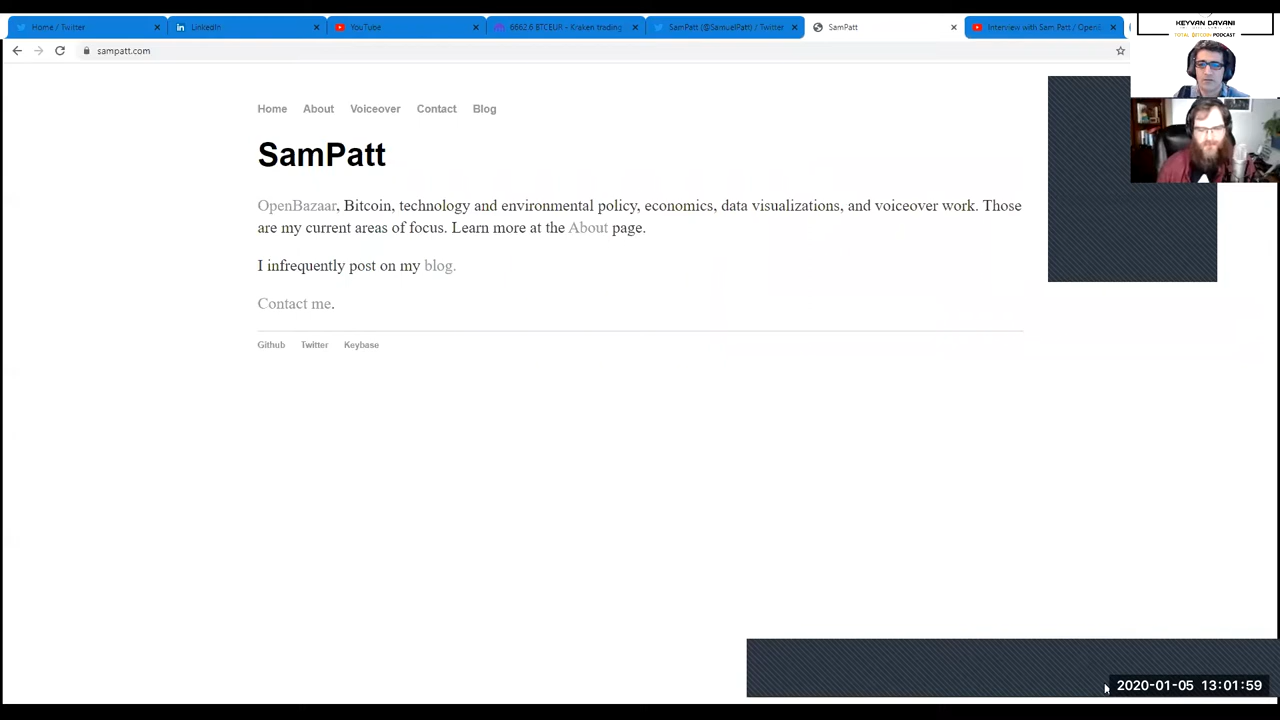 Home / Twitter
LinkedIn
YouTube
6662.6 BTCEUR - Kraken trading
SamPatt (@SamuelPatt) / Twitter
SamPatt
Interview with Sam Patt / OpenB
KEYVAN DAVANI
TOTAL BITCOIN PODCAST
sampatt.com
Home About Voiceover Contact Blog
SamPatt
OpenBazaar, Bitcoin, technology and environmental policy, economics, data visualizations, and voiceover work. Those
are my current areas of focus. Learn more at the About page.
I infrequently post on my blog.
Contact me.
Github Twitter Keybase
2020-01-05 13:01:59